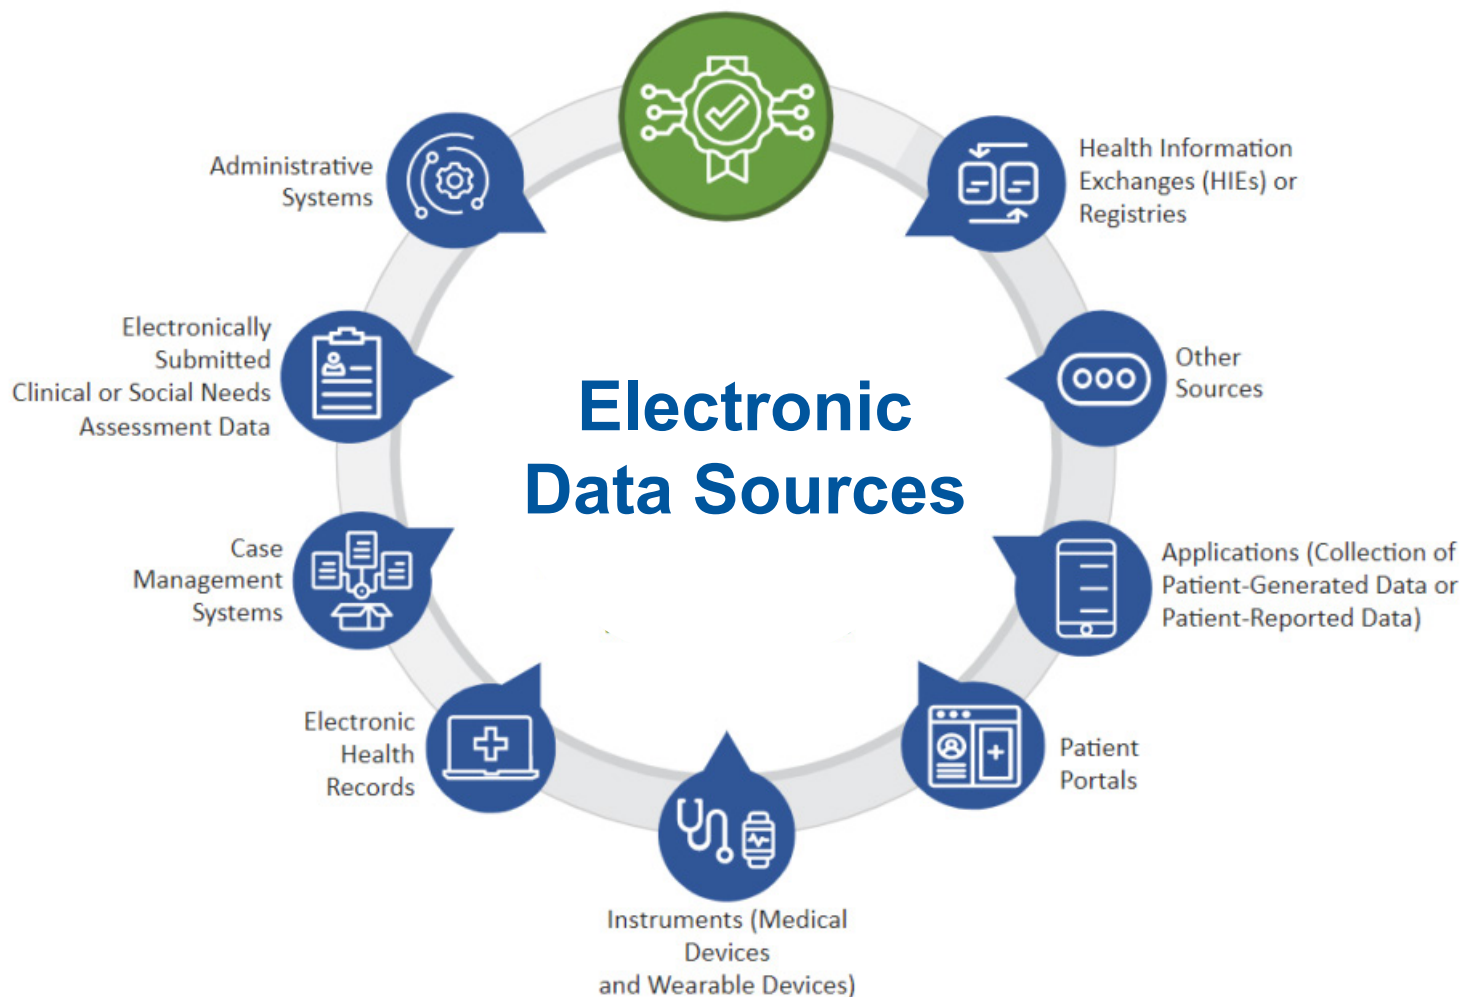 Administrative
Systems
Health Information
Exchanges (HIEs) or
Registries
Electronically
Submitted
Clinical or Social Needs
Assessment Data
Other
Sources
Electronic
Data Sources
Case
Management
Systems
Applications (Collection of
Patient-Generated Data or
Patient-Reported Data)
Electronic
Health
Records
Patient
Portals
Instruments (Medical
Devices
and Wearable Devices)